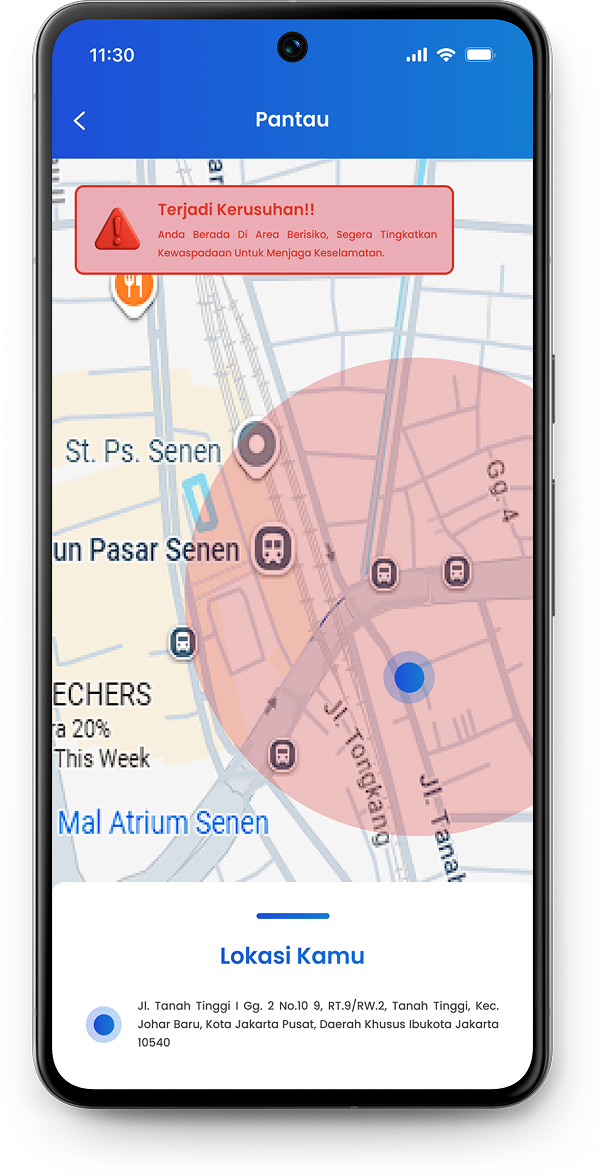 11:30
Pantau
Terjadi Kerusuhan!!
Anda Berada Di Area Berisiko, Segera Tingkatkan
Kewaspadaan Untuk Menjaga Keselamatan.
St. Ps. Senen
Gg. 4
un Pasar Senen
ECHERS
ra 20%
This Week
Jl. Tongkang
Mal Atrium Senen
Jl. Tanah
Lokasi Kamu
Jl. Tanah Tinggi I Gg. 2 No.10 9, RT.9/RW.2, Tanah Tinggi, Kec.
Johar Baru, Kota Jakarta Pusat, Daerah Khusus Ibukota Jakarta
10540